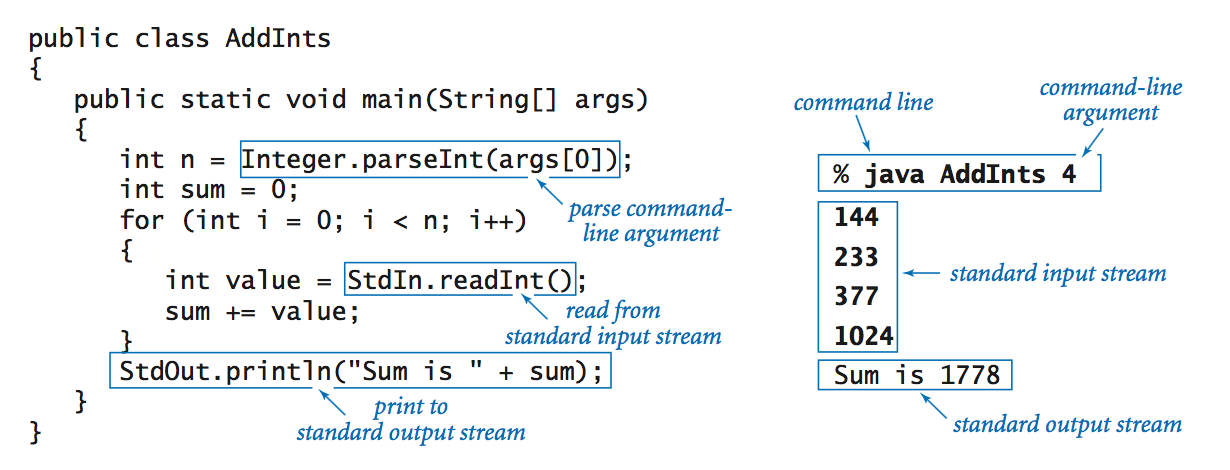 public class AddInts
{
public static void main(String[] args)
{
int n = Integer.parseInt(args[0]);
int sum = 0;
for (int i = 0; i < n; i++)
parse command-
line argument
{
int value = StdIn.readInt();
sum += value;
read from
standard input stream
}
StdOut.println("Sum is " + sum);
}
print to
standard output stream
}
command line
command-line
argument
% java AddInts 4
144
233
377
1024
standard input stream
Sum is 1778
standard output stream